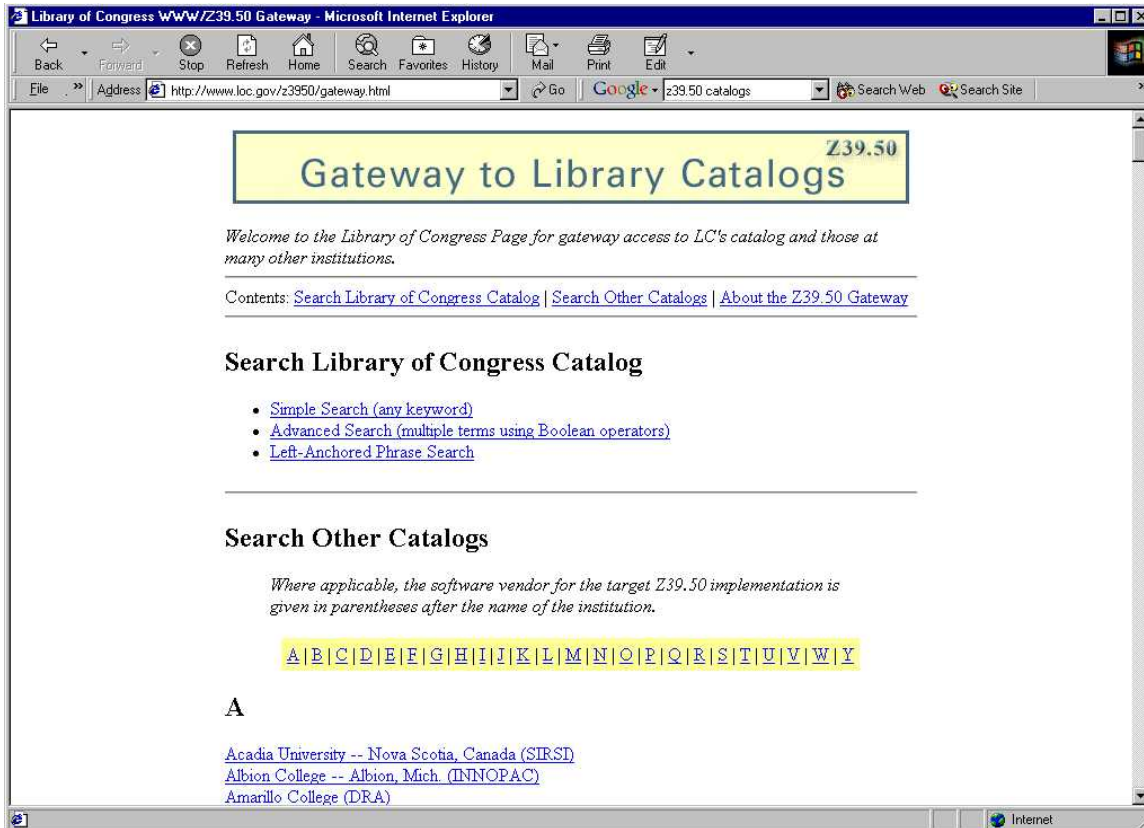 Library of Congress WWW/Z39.50 Gateway - Microsoft Internet Explorer
Back Forward Stop Refresh Home Search Favorites History Mail Print Edit
File » Address http://www.loc.gov/z3950/gateway.html Go Google z39.50 catalogs Search Web Search Site »
Z39.50
Gateway to Library Catalogs
Welcome to the Library of Congress Page for gateway access to LC's catalog and those at
many other institutions.
Contents: Search Library of Congress Catalog | Search Other Catalogs | About the Z39.50 Gateway
Search Library of Congress Catalog
• Simple Search (any keyword)
• Advanced Search (multiple terms using Boolean operators)
• Left-Anchored Phrase Search
Search Other Catalogs
Where applicable, the software vendor for the target Z39.50 implementation is
given in parentheses after the name of the institution.
A | B | C | D | E | F | G | H | I | J | K | L | M | N | O | P | Q | R | S | T | U | V | W | Y
A
Acadia University -- Nova Scotia, Canada (SIRSI)
Albion College -- Albion, Mich. (INNOPAC)
Amarillo College (DRA)
Internet